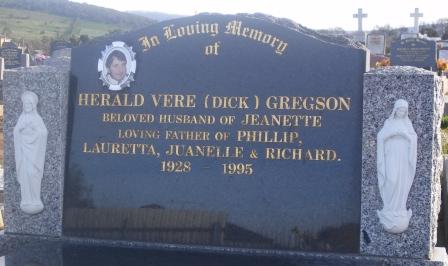 In Loving Memory
of
HERALD VERE (DICK) GREGSON
BELOVED HUSBAND OF JEANETTE
LOVING FATHER OF PHILLIP,
LAURETTA, JUANELLE & RICHARD.
1928 - 1995